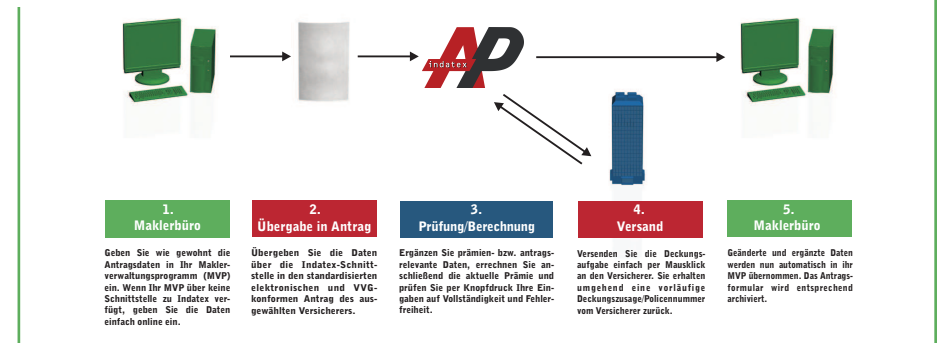 AP
indatex
1.
Maklerbüro
Geben Sie wie gewohnt die
Antragsdaten in Ihr Makler-
verwaltungsprogramm (MVP)
ein. Wenn Ihr MVP über keine
Schnittstelle zu Indatex ver-
fügt, geben Sie die Daten
einfach online ein.
2.
Übergabe in Antrag
Übergeben Sie die Daten
über die Indatex-Schnitt-
stelle in den standardisierten
elektronischen und VVG-
konformen Antrag des aus-
gewählten Versicherers.
3.
Prüfung/Berechnung
Ergänzen Sie prämien- bzw. antrags-
relevante Daten, errechnen Sie an-
schließend die aktuelle Prämie und
prüfen Sie per Knopfdruck Ihre Ein-
gaben auf Vollständigkeit und Fehler-
freiheit.
4.
Versand
Versenden Sie die Deckungs-
aufgabe einfach per Mausklick
an den Versicherer. Sie erhalten
umgehend eine vorläufige
Deckungszusage/Policennummer
vom Versicherer zurück.
5.
Maklerbüro
Geänderte und ergänzte Daten
werden nun automatisch in ihr
MVP übernommen. Das Antrags-
formular wird entsprechend
archiviert.